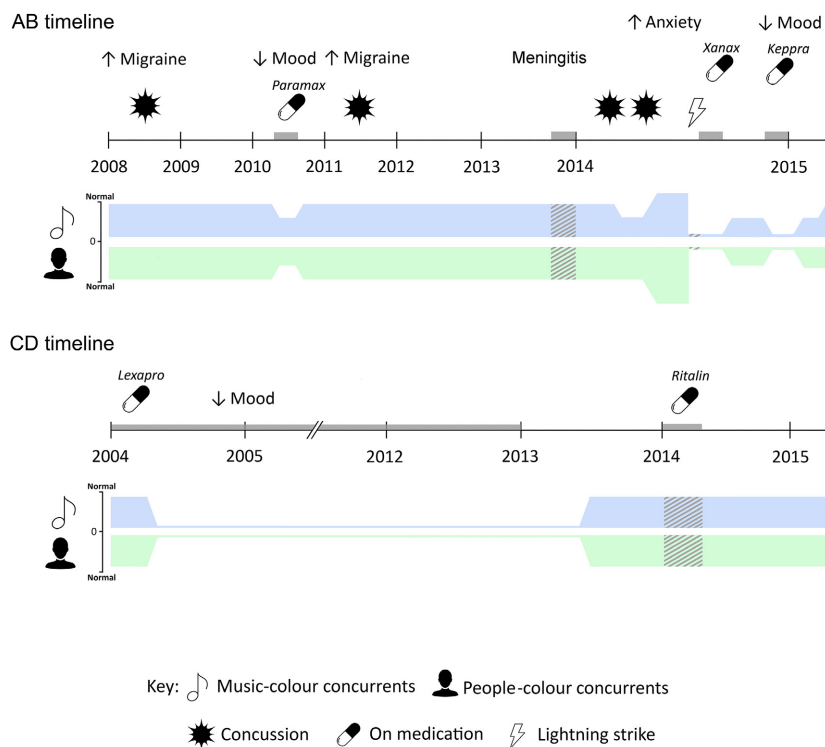 AB timeline
↑ Anxiety ↓ Mood
Xanax Keppra
↑ Migraine ↓ Mood ↑ Migraine Meningitis
Paramax
2008 2009 2010 2011 2012 2013 2014 2015
Normal
0
Normal
CD timeline
Lexapro Ritalin
↓ Mood
2004 2005 2012 2013 2014 2015
Normal
0
Normal
Key: Music-colour concurrents People-colour concurrents
Concussion On medication Lightning strike